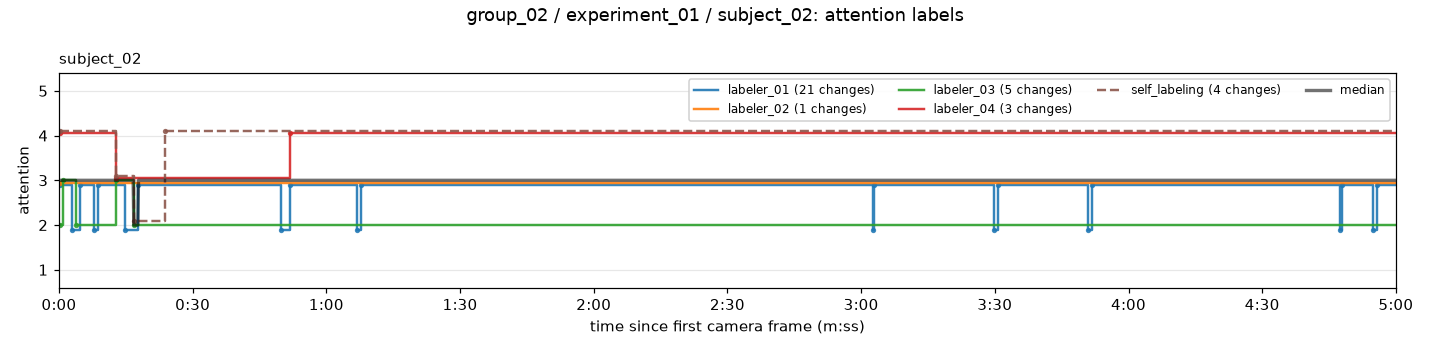 group_02 / experiment_01 / subject_02: attention labels
subject_02
labeler_01 (21 changes)
labeler_02 (1 changes)
labeler_03 (5 changes)
labeler_04 (3 changes)
self_labeling (4 changes)
median
attention
5
4
3
2
1
0:00 0:30 1:00 1:30 2:00 2:30 3:00 3:30 4:00 4:30 5:00
time since first camera frame (m:ss)